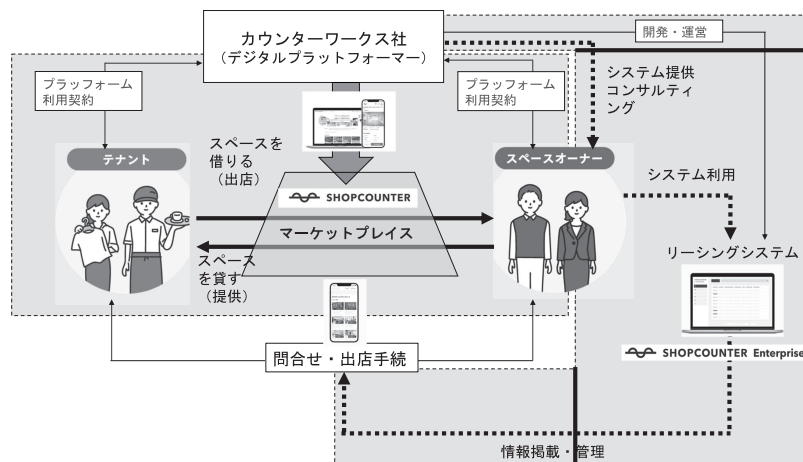 カウンターワークス社
（デジタルプラットフォーマー）
開発・運営
プラッフォーム
利用契約
プラッフォーム
利用契約
システム提供
コンサルティ
ング
スペースを
借りる
（出店）
テナント
スペースオーナー
システム利用
SHOPCOUNTER
マーケットプレイス
スペース
を貸す
（提供）
リーシングシステム
問合せ・出店手続
SHOPCOUNTER Enterprise
情報掲載・管理